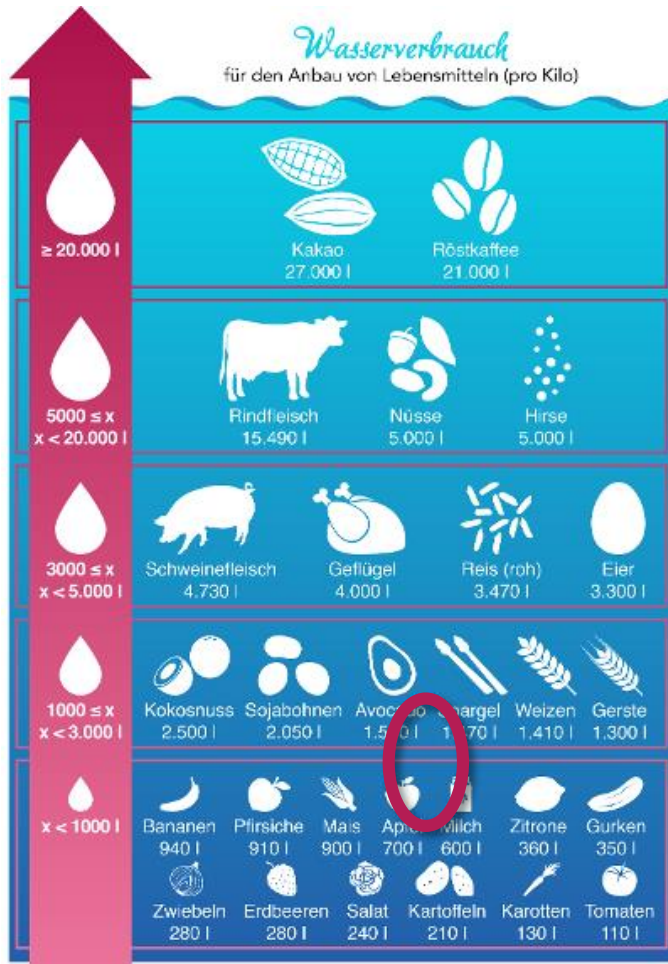 Wasserverbrauch
für den Anbau von Lebensmitteln (pro Kilo)
≥ 20.000 l
Kakao
27.000 l
Röstkaffee
21.000 l
5000 ≤ x
x < 20.000 l
Rindfleisch
15.490 l
Nüsse
5.000 l
Hirse
5.000 l
3000 ≤ x
x < 5.000 l
Schweinefleisch
4.730 l
Geflügel
4.000 l
Reis (roh)
3.470 l
Eier
3.300 l
1000 ≤ x
x < 3.000 l
Kokosnuss
2.500 l
Sojabohnen
2.050 l
Weizen
1.410 l
Gerste
1.300 l
x < 1000 l
Bananen
940 l
Pfirsiche
910 l
Mais
900 l
700 l
Milch
600 l
Zitrone
360 l
Gurken
350 l
Zwiebeln
280 l
Erdbeeren
280 l
Salat
240 l
Kartoffeln
210 l
Karotten
130 l
Tomaten
110 l